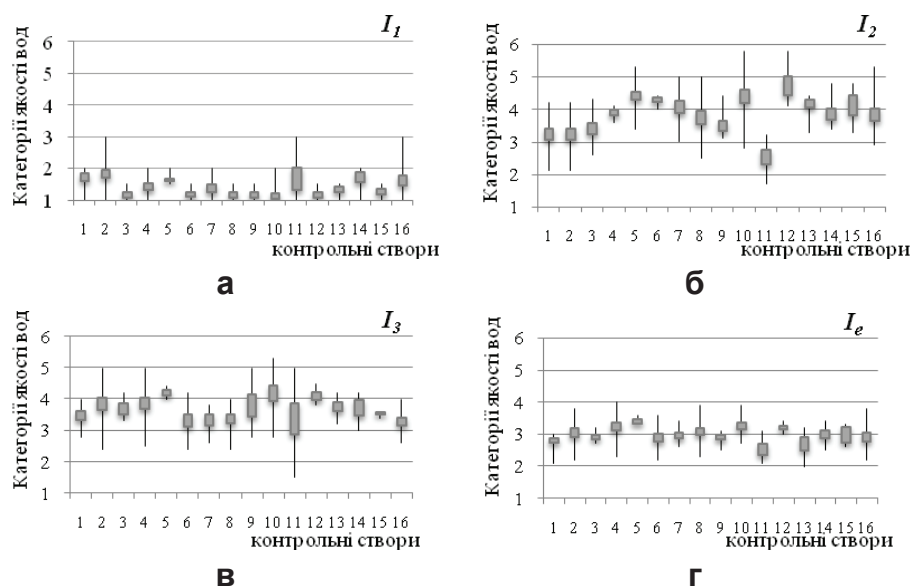 I1
Категорії якості вод
6
5
4
3
2
1
1 2 3 4 5 6 7 8 9 10 11 12 13 14 15 16
контрольні створи
а
I2
Категорії якості вод
6
5
4
3
2
1
1 2 3 4 5 6 7 8 9 10 11 12 13 14 15 16
контрольні створи
б
I3
Категорії якості вод
6
5
4
3
2
1
1 2 3 4 5 6 7 8 9 10 11 12 13 14 15 16
контрольні створи
в
Ie
Категорії якості вод
6
5
4
3
2
1
1 2 3 4 5 6 7 8 9 10 11 12 13 14 15 16
контрольні створи
г